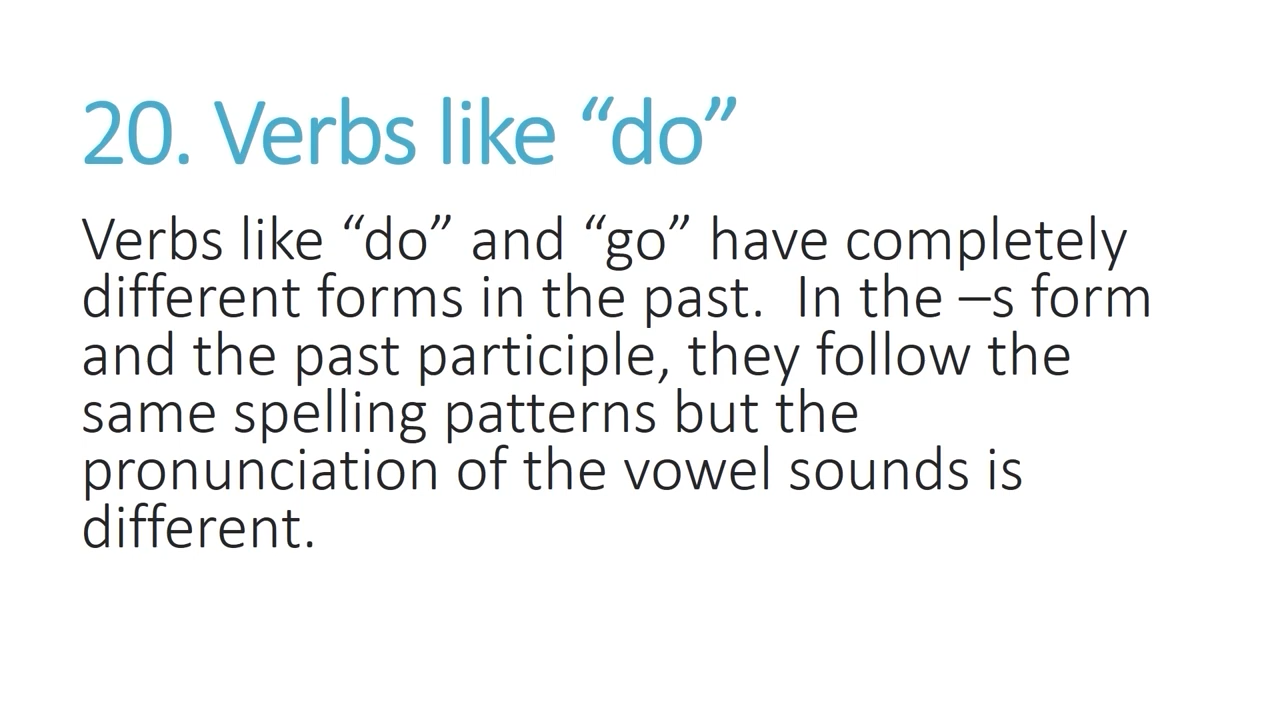 20. Verbs like “do”
Verbs like “do” and “go” have completely
different forms in the past.  In the –s form
and the past participle, they follow the
same spelling patterns but the
pronunciation of the vowel sounds is
different.